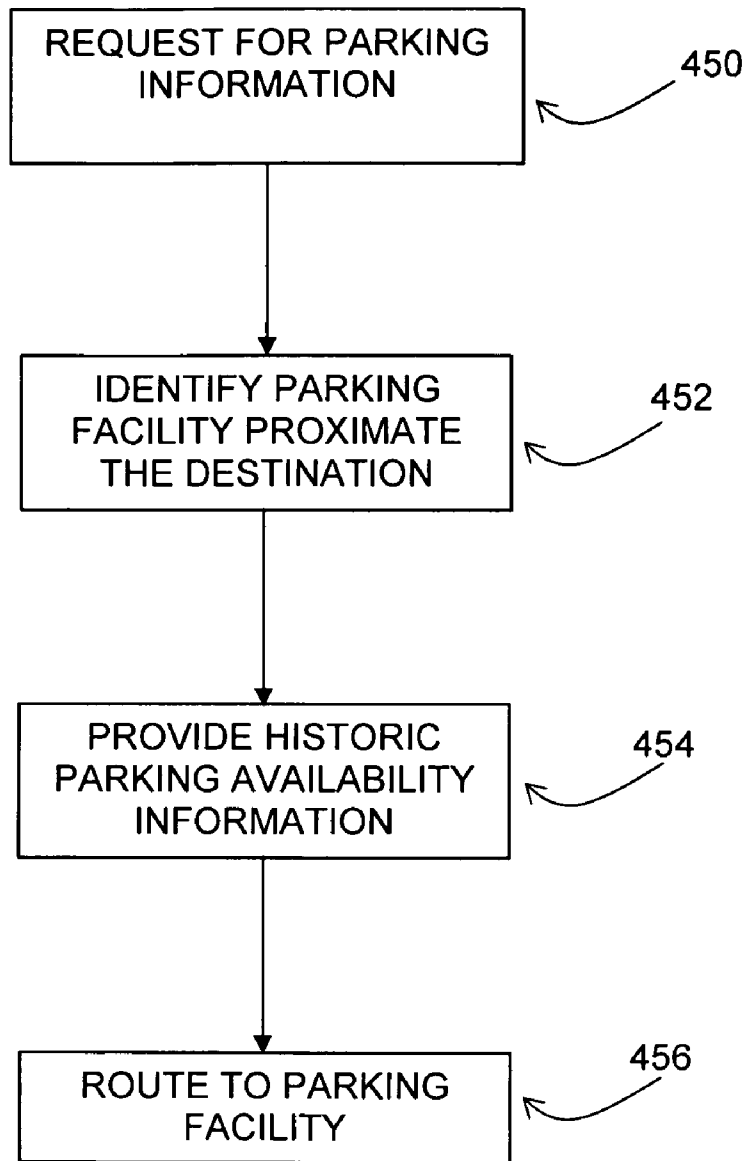 REQUEST FOR PARKING
INFORMATION
450
IDENTIFY PARKING
FACILITY PROXIMATE
THE DESTINATION
452
PROVIDE HISTORIC
PARKING AVAILABILITY
INFORMATION
454
ROUTE TO PARKING
FACILITY
456